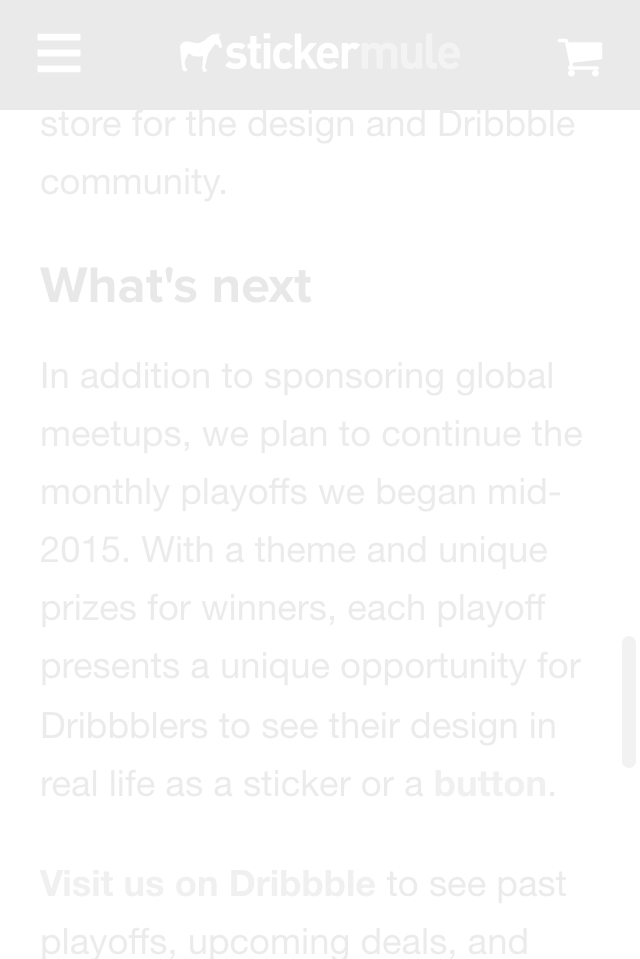 stickermule
store for the design and Dribbble
community.
What's next
In addition to sponsoring global
meetups, we plan to continue the
monthly playoffs we began mid-
2015. With a theme and unique
prizes for winners, each playoff
presents a unique opportunity for
Dribbblers to see their design in
real life as a sticker or a button.
Visit us on Dribbble to see past
playoffs, upcoming deals, and